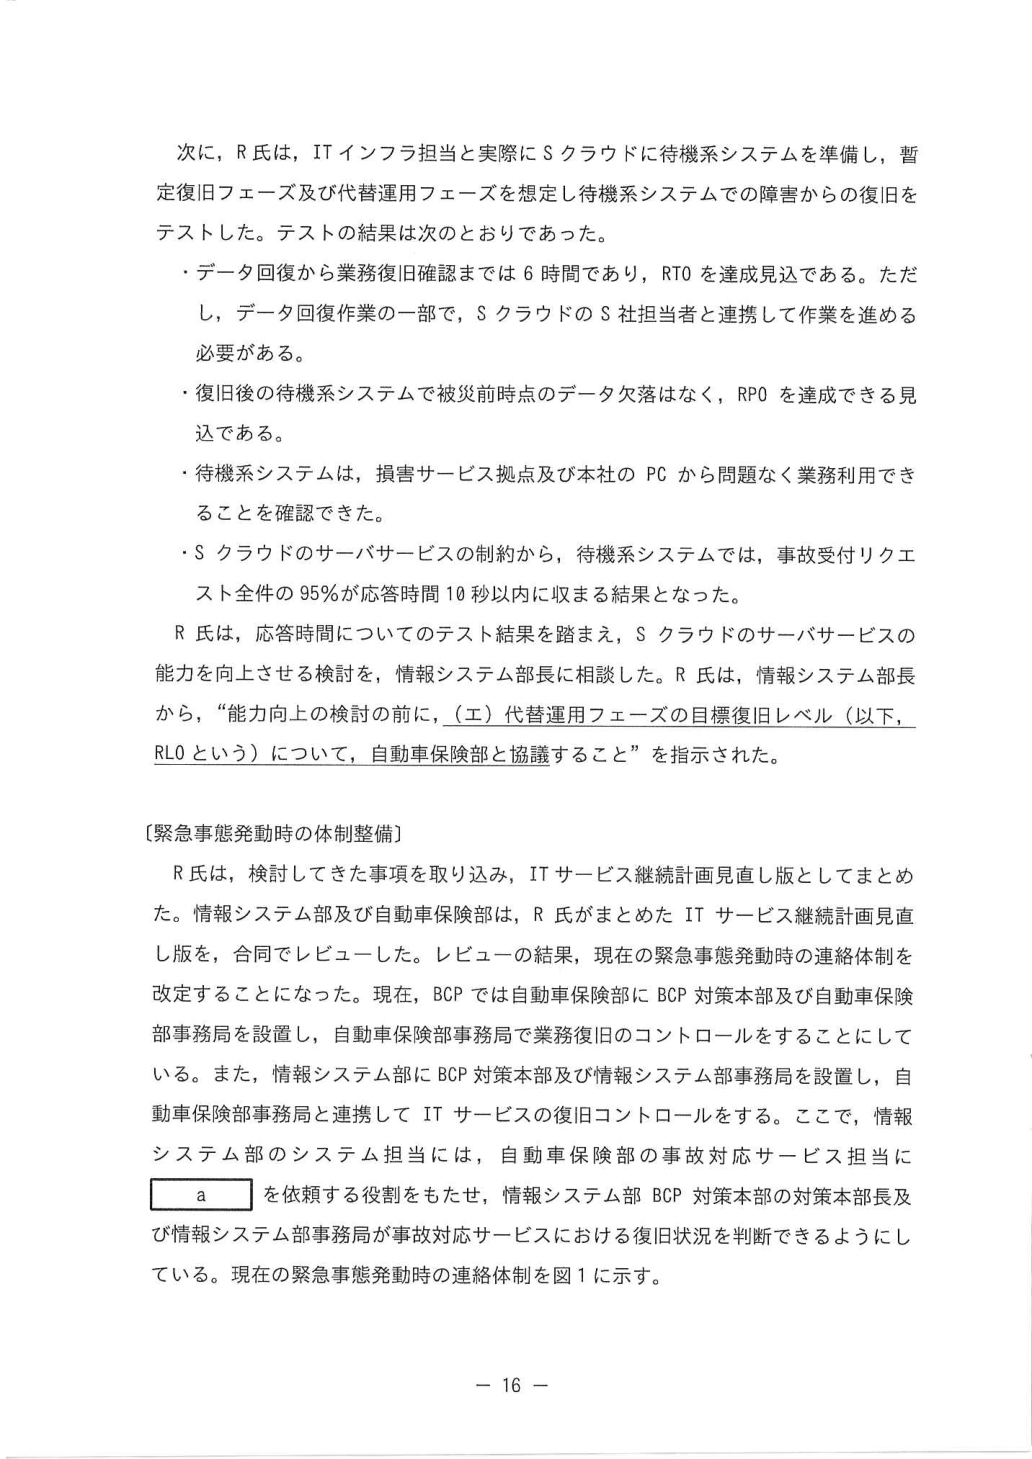 次に，R 氏は，IT インフラ担当と実際に S クラウドに待機系システムを準備し，暫
定復旧フェーズ及び代替運用フェーズを想定し待機系システムでの障害からの復旧を
テストした。テストの結果は次のとおりであった。
・データ回復から業務復旧確認までは 6 時間であり，RTO を達成見込である。ただ
し，データ回復作業の一部で，S クラウドの S 社担当者と連携して作業を進める
必要がある。
・復旧後の待機系システムで被災前時点のデータ欠落はなく，RPO を達成できる見
込である。
・待機系システムは，損害サービス拠点及び本社の PC から問題なく業務利用でき
ることを確認できた。
・S クラウドのサーバサービスの制約から，待機系システムでは，事故受付リクエ
スト全件の 95％が応答時間 10 秒以内に収まる結果となった。
R 氏は，応答時間についてのテスト結果を踏まえ，S クラウドのサーバサービスの
能力を向上させる検討を，情報システム部長に相談した。R 氏は，情報システム部長
から，“能力向上の検討の前に，（エ）代替運用フェーズの目標復旧レベル（以下，
RLO という）について，自動車保険部と協議すること”を指示された。
〔緊急事態発動時の体制整備〕
R 氏は，検討してきた事項を取り込み，IT サービス継続計画見直し版としてまとめ
た。情報システム部及び自動車保険部は，R 氏がまとめた IT サービス継続計画見直
し版を，合同でレビューした。レビューの結果，現在の緊急事態発動時の連絡体制を
改定することになった。現在，BCP では自動車保険部に BCP 対策本部及び自動車保険
部事務局を設置し，自動車保険部事務局で業務復旧のコントロールをすることにして
いる。また，情報システム部に BCP 対策本部及び情報システム部事務局を設置し，自
動車保険部事務局と連携して IT サービスの復旧コントロールをする。ここで，情報
システム部のシステム担当には，自動車保険部の事故対応サービス担当に
a を依頼する役割をもたせ，情報システム部 BCP 対策本部の対策本部長及
び情報システム部事務局が事故対応サービスにおける復旧状況を判断できるようにし
ている。現在の緊急事態発動時の連絡体制を図 1 に示す。
－ 16 －